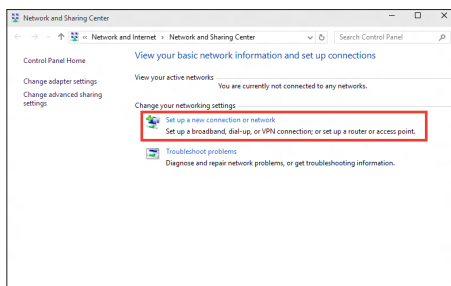 Network and Sharing Center
« Network and Internet › Network and Sharing Center
Search Control Panel
Control Panel Home
Change adapter settings
Change advanced sharing
settings
View your basic network information and set up connections
View your active networks
You are currently not connected to any networks.
Change your networking settings
Set up a new connection or network
Set up a broadband, dial-up, or VPN connection; or set up a router or access point.
Troubleshoot problems
Diagnose and repair network problems, or get troubleshooting information.